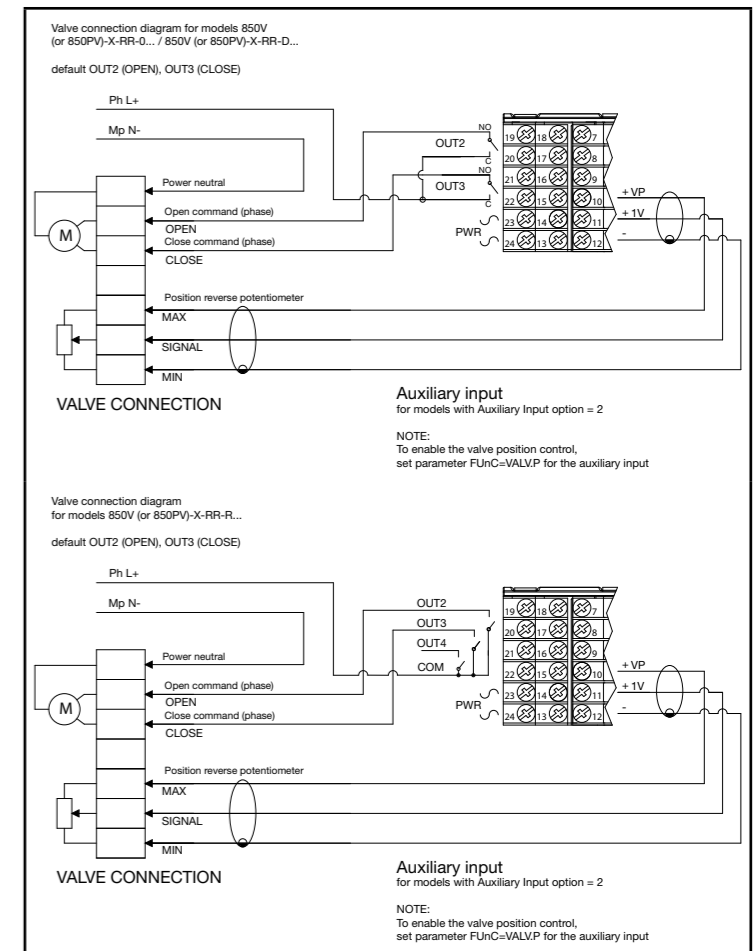 Valve connection diagram for models 850V
(or 850PV)-X-RR-0... / 850V (or 850PV)-X-RR-D...
default OUT2 (OPEN), OUT3 (CLOSE)
Ph L+
Mp N-
NO
OUT2
C
NO
OUT3
C
PWR
19 18 7
20 17 8
21 16 9
22 15 10
23 14 11
24 13 12
+ VP
+ 1V
-
Power neutral
Open command (phase)
OPEN
Close command (phase)
CLOSE
M
Position reverse potentiometer
MAX
SIGNAL
MIN
VALVE CONNECTION
Auxiliary input
for models with Auxiliary Input option = 2
NOTE:
To enable the valve position control,
set parameter FUnC=VALV.P for the auxiliary input
Valve connection diagram
for models 850V (or 850PV)-X-RR-R...
default OUT2 (OPEN), OUT3 (CLOSE)
Ph L+
Mp N-
OUT2
OUT3
OUT4
COM
PWR
19 18 7
20 17 8
21 16 9
22 15 10
23 14 11
24 13 12
+ VP
+ 1V
-
Power neutral
Open command (phase)
OPEN
Close command (phase)
CLOSE
M
Position reverse potentiometer
MAX
SIGNAL
MIN
VALVE CONNECTION
Auxiliary input
for models with Auxiliary Input option = 2
NOTE:
To enable the valve position control,
set parameter FUnC=VALV.P for the auxiliary input